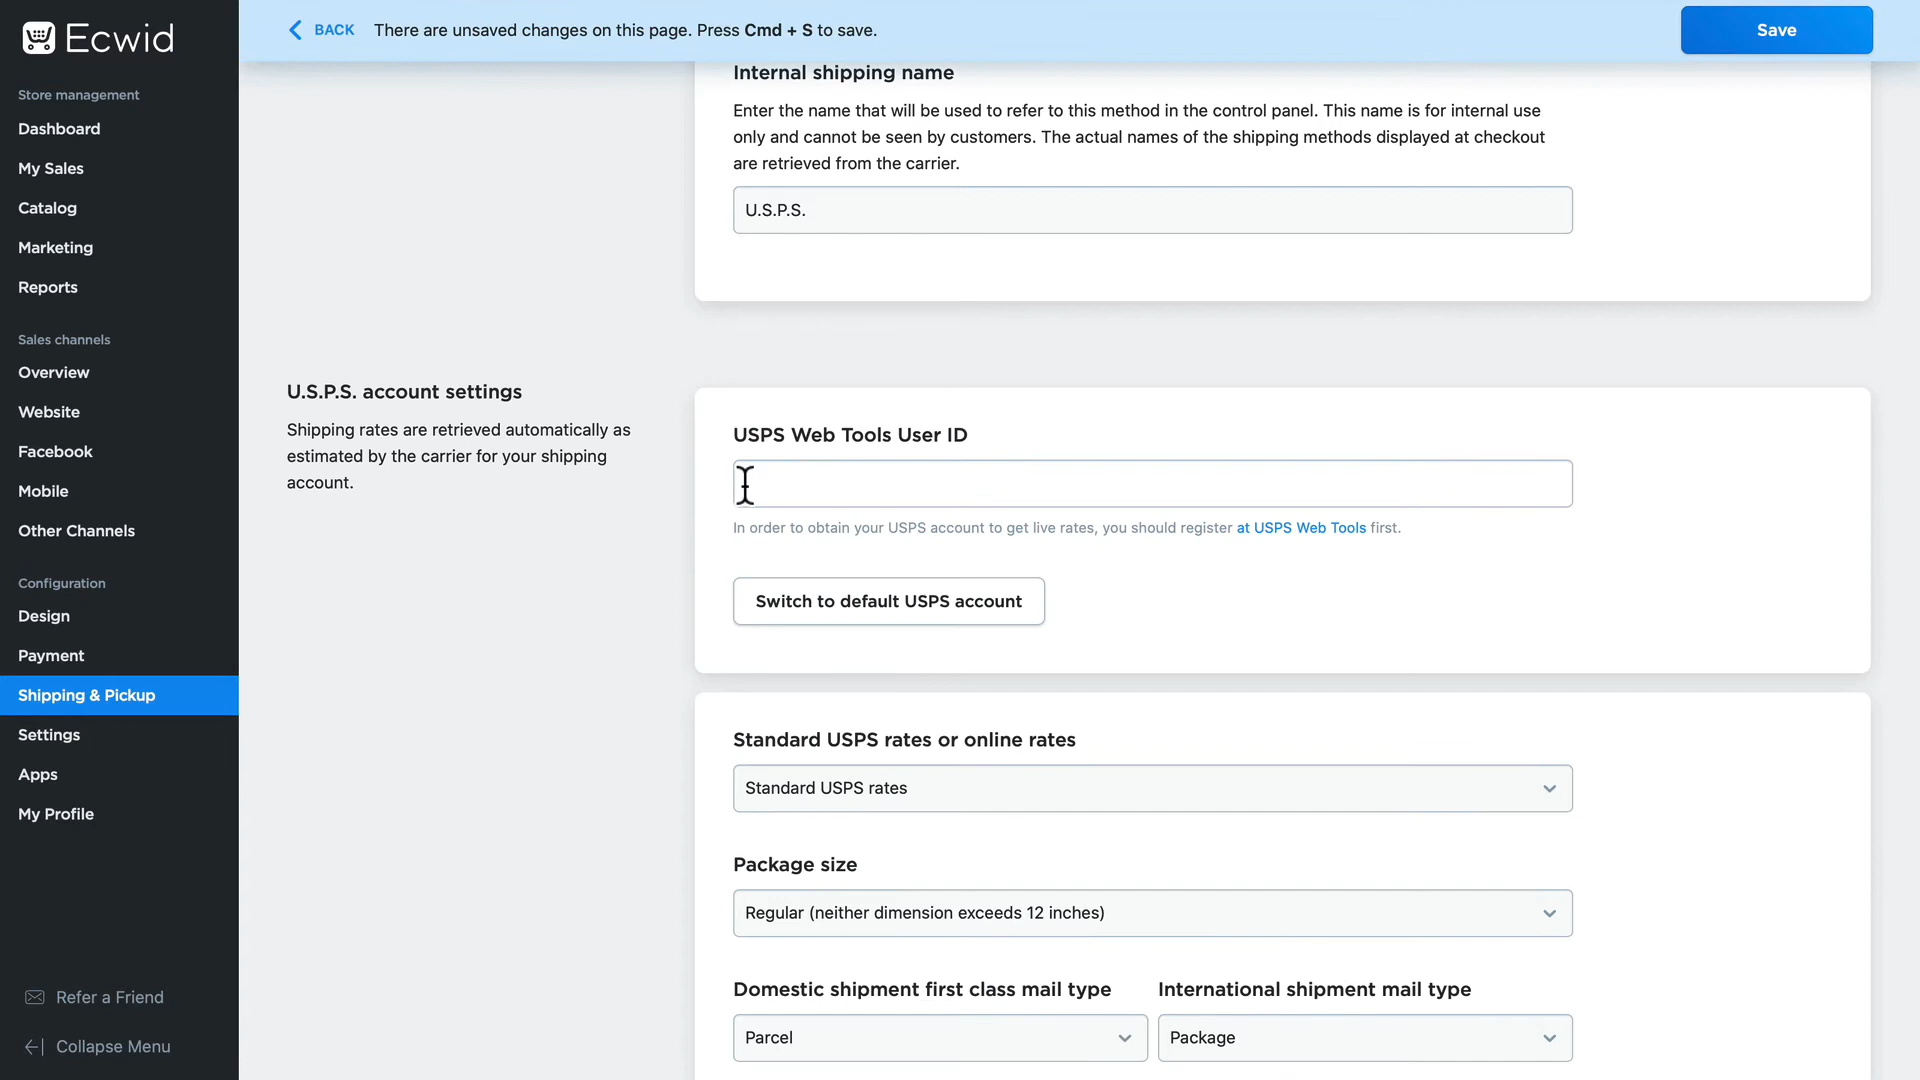 Ecwid
Store management
Dashboard
My Sales
Catalog
Marketing
Reports
Sales channels
Overview
Website
Facebook
Mobile
Other Channels
Configuration
Design
Payment
Shipping & Pickup
Settings
Apps
My Profile
Refer a Friend
Collapse Menu
BACK There are unsaved changes on this page. Press Cmd + S to save.
Save
Internal shipping name
Enter the name that will be used to refer to this method in the control panel. This name is for internal use
only and cannot be seen by customers. The actual names of the shipping methods displayed at checkout
are retrieved from the carrier.
U.S.P.S.
U.S.P.S. account settings
Shipping rates are retrieved automatically as
estimated by the carrier for your shipping
account.
USPS Web Tools User ID
In order to obtain your USPS account to get live rates, you should register at USPS Web Tools first.
Switch to default USPS account
Standard USPS rates or online rates
Standard USPS rates
Package size
Regular (neither dimension exceeds 12 inches)
Domestic shipment first class mail type
Parcel
International shipment mail type
Package